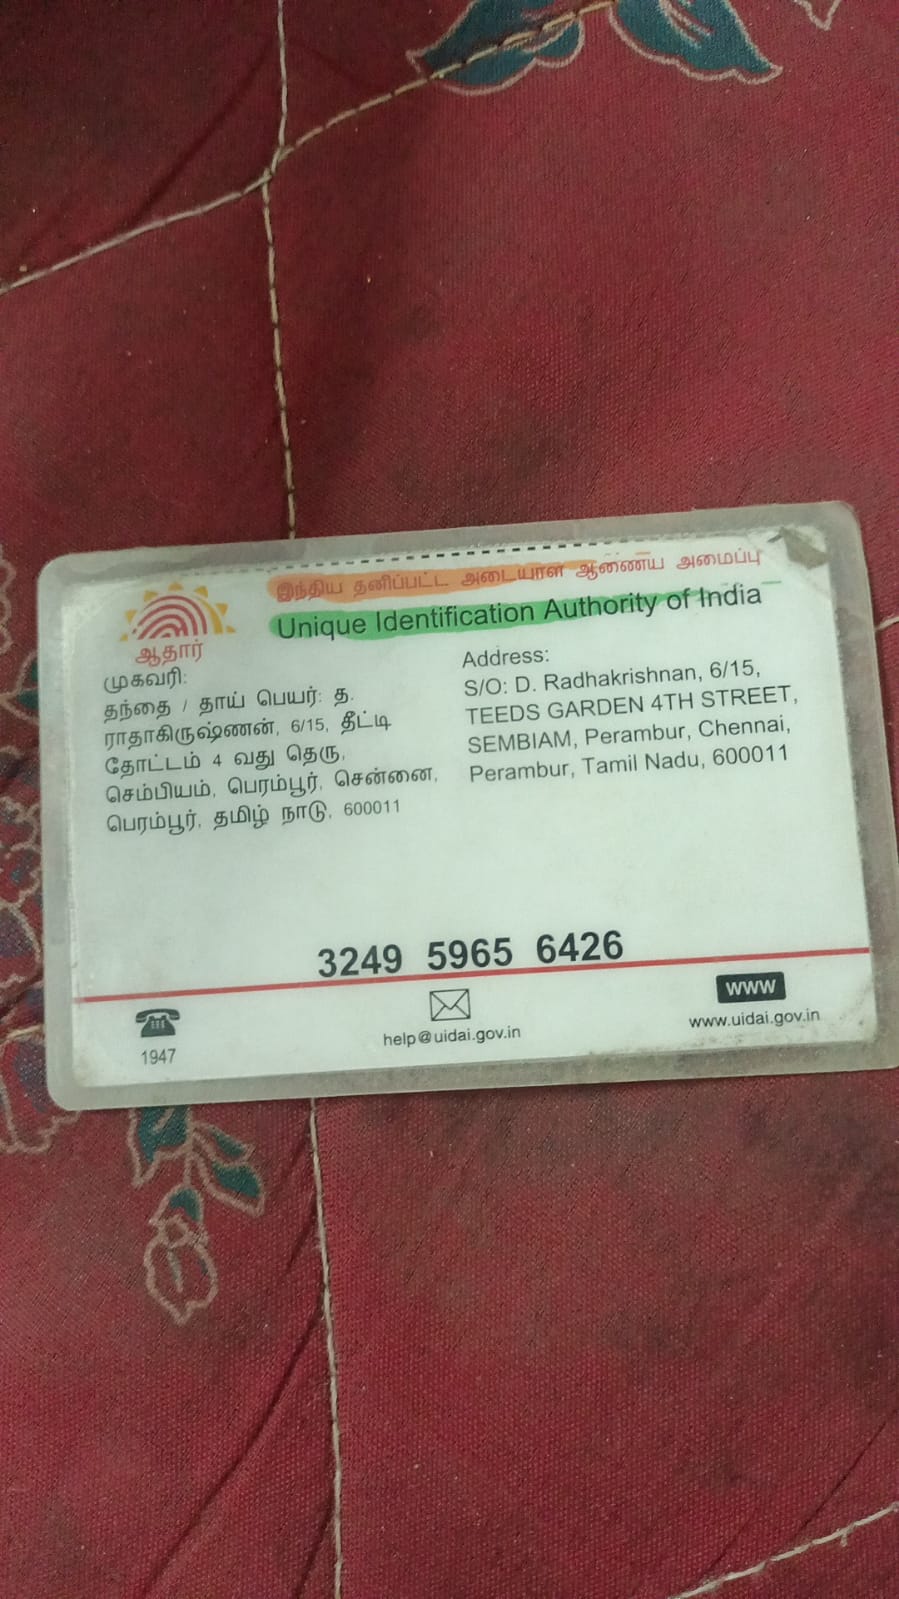 இந்திய தனிப்பட்ட அடையாள ஆணைய அமைப்பு
Unique Identification Authority of India
ஆதார்
முகவரி:
தந்தை / தாய் பெயர்: த.
ராதாகிருஷ்ணன், 6/15, தீட்டி
தோட்டம் 4 வது தெரு,
செம்பியம், பெரம்பூர், சென்னை,
பெரம்பூர், தமிழ் நாடு, 600011
Address:
S/O: D. Radhakrishnan, 6/15,
TEEDS GARDEN 4TH STREET,
SEMBIAM, Perambur, Chennai,
Perambur, Tamil Nadu, 600011
3249 5965 6426
1947
help@uidai.gov.in
www
www.uidai.gov.in